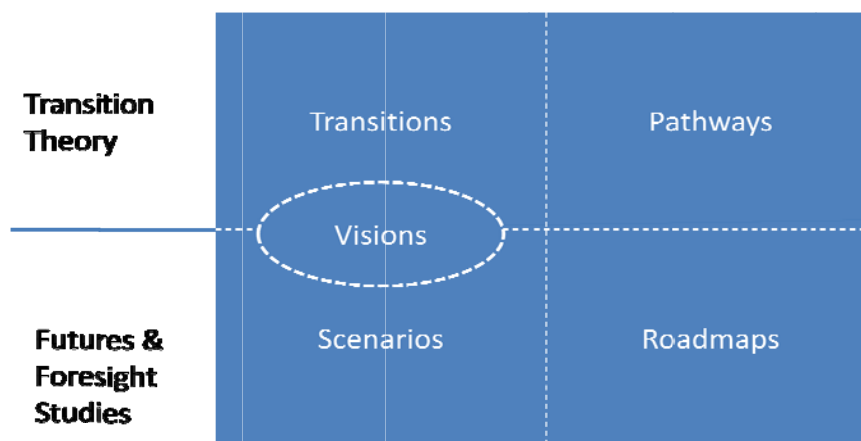 Transition
Theory
Transitions
Pathways
Visions
Futures &
Foresight
Studies
Scenarios
Roadmaps